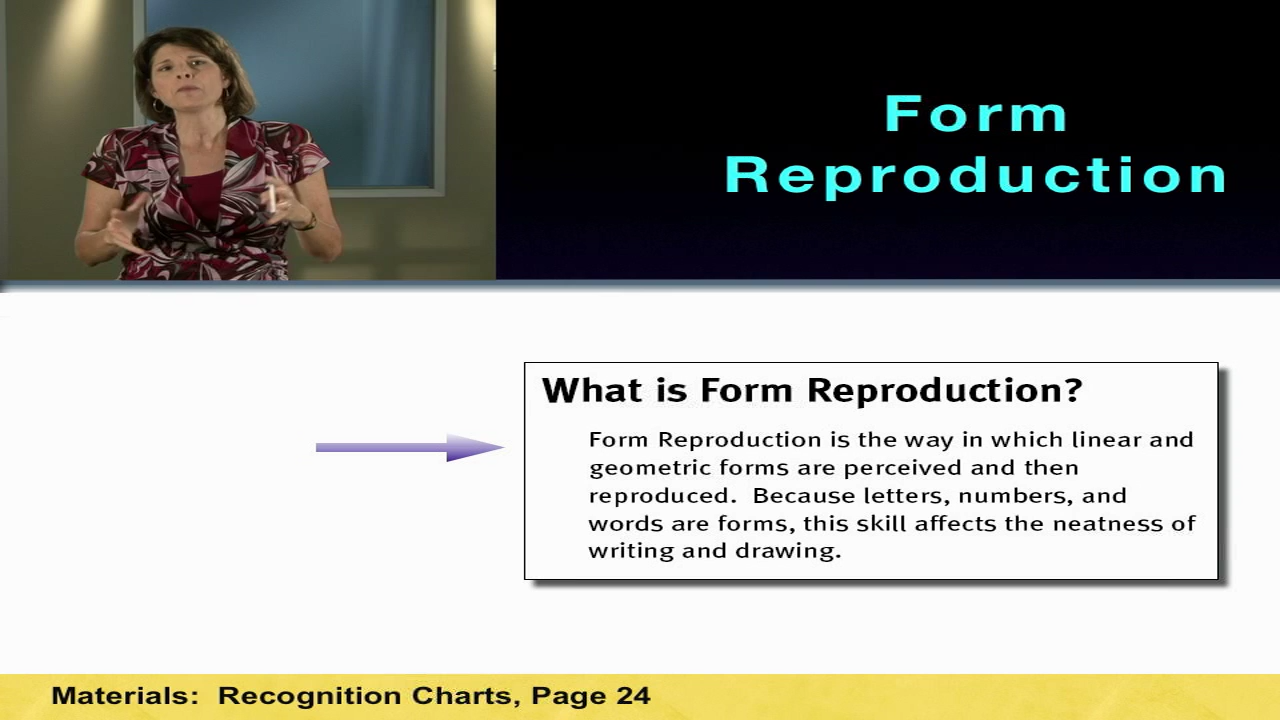 Form
Reproduction
What is Form Reproduction?
Form Reproduction is the way in which linear and
geometric forms are perceived and then
reproduced.  Because letters, numbers, and
words are forms, this skill affects the neatness of
writing and drawing.
Materials:  Recognition Charts, Page 24